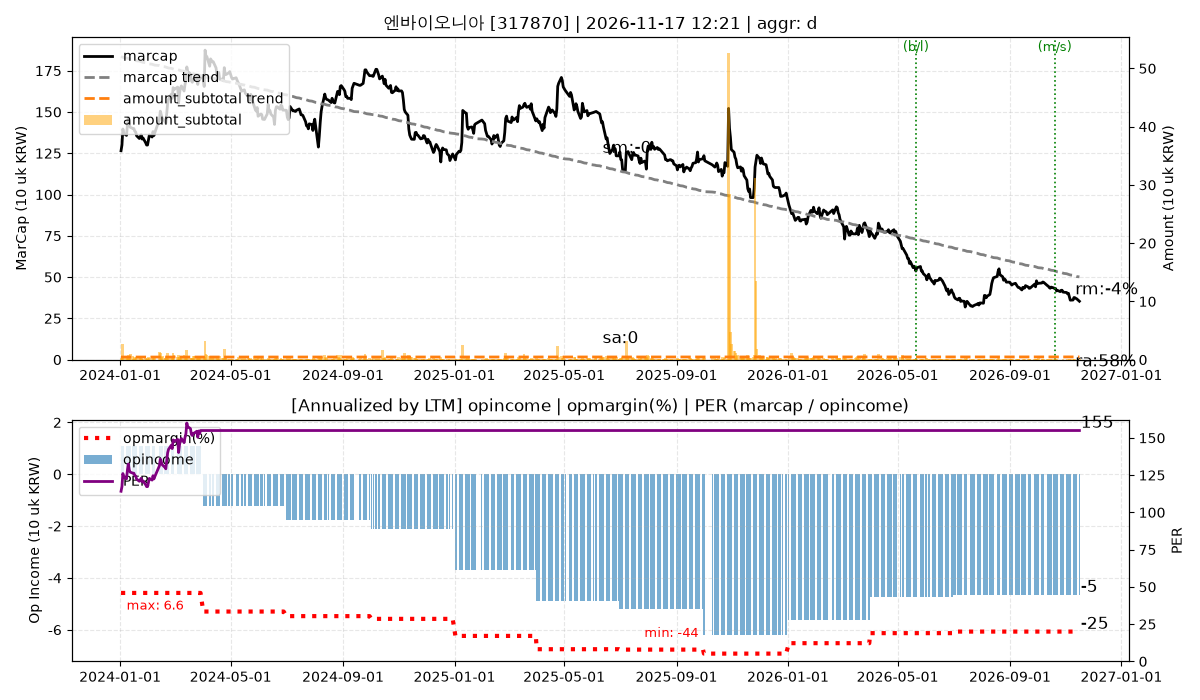 엔바이오니아 [317870] | 2026-11-17 12:21 | aggr: d
(b/l)
(m/s)
marcap
marcap trend
amount_subtotal trend
amount_subtotal
MarCap (10 uk KRW)
175
150
125
100
75
50
25
0
Amount (10 uk KRW)
50
40
30
20
10
0
sm:-0
sa:0
rm:-4%
ra:58%
2024-01-01 2024-05-01 2024-09-01 2025-01-01 2025-05-01 2025-09-01 2026-01-01 2026-05-01 2026-09-01 2027-01-01
[Annualized by LTM] opincome | opmargin(%) | PER (marcap / opincome)
opmargin(%)
opincome
PER
Op Income (10 uk KRW)
2
0
-2
-4
-6
PER
150
125
100
75
50
25
0
155
-5
-25
max: 6.6
min: -44
2024-01-01 2024-05-01 2024-09-01 2025-01-01 2025-05-01 2025-09-01 2026-01-01 2026-05-01 2026-09-01 2027-01-01